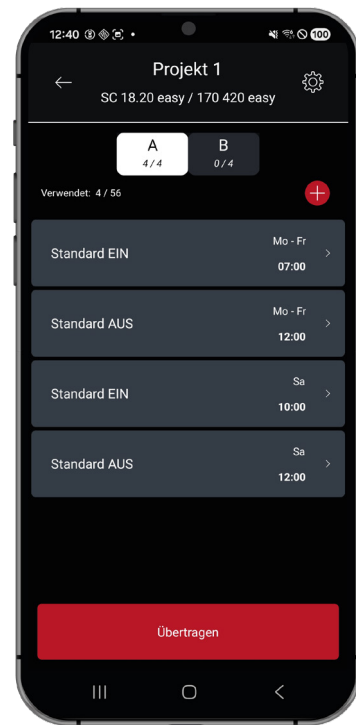 12:40
100
Projekt 1
SC 18.20 easy / 170 420 easy
A
4 / 4
B
0 / 4
Verwendet: 4 / 56
Standard EIN
Mo - Fr
07:00
Standard AUS
Mo - Fr
12:00
Standard EIN
Sa
10:00
Standard AUS
Sa
12:00
Übertragen